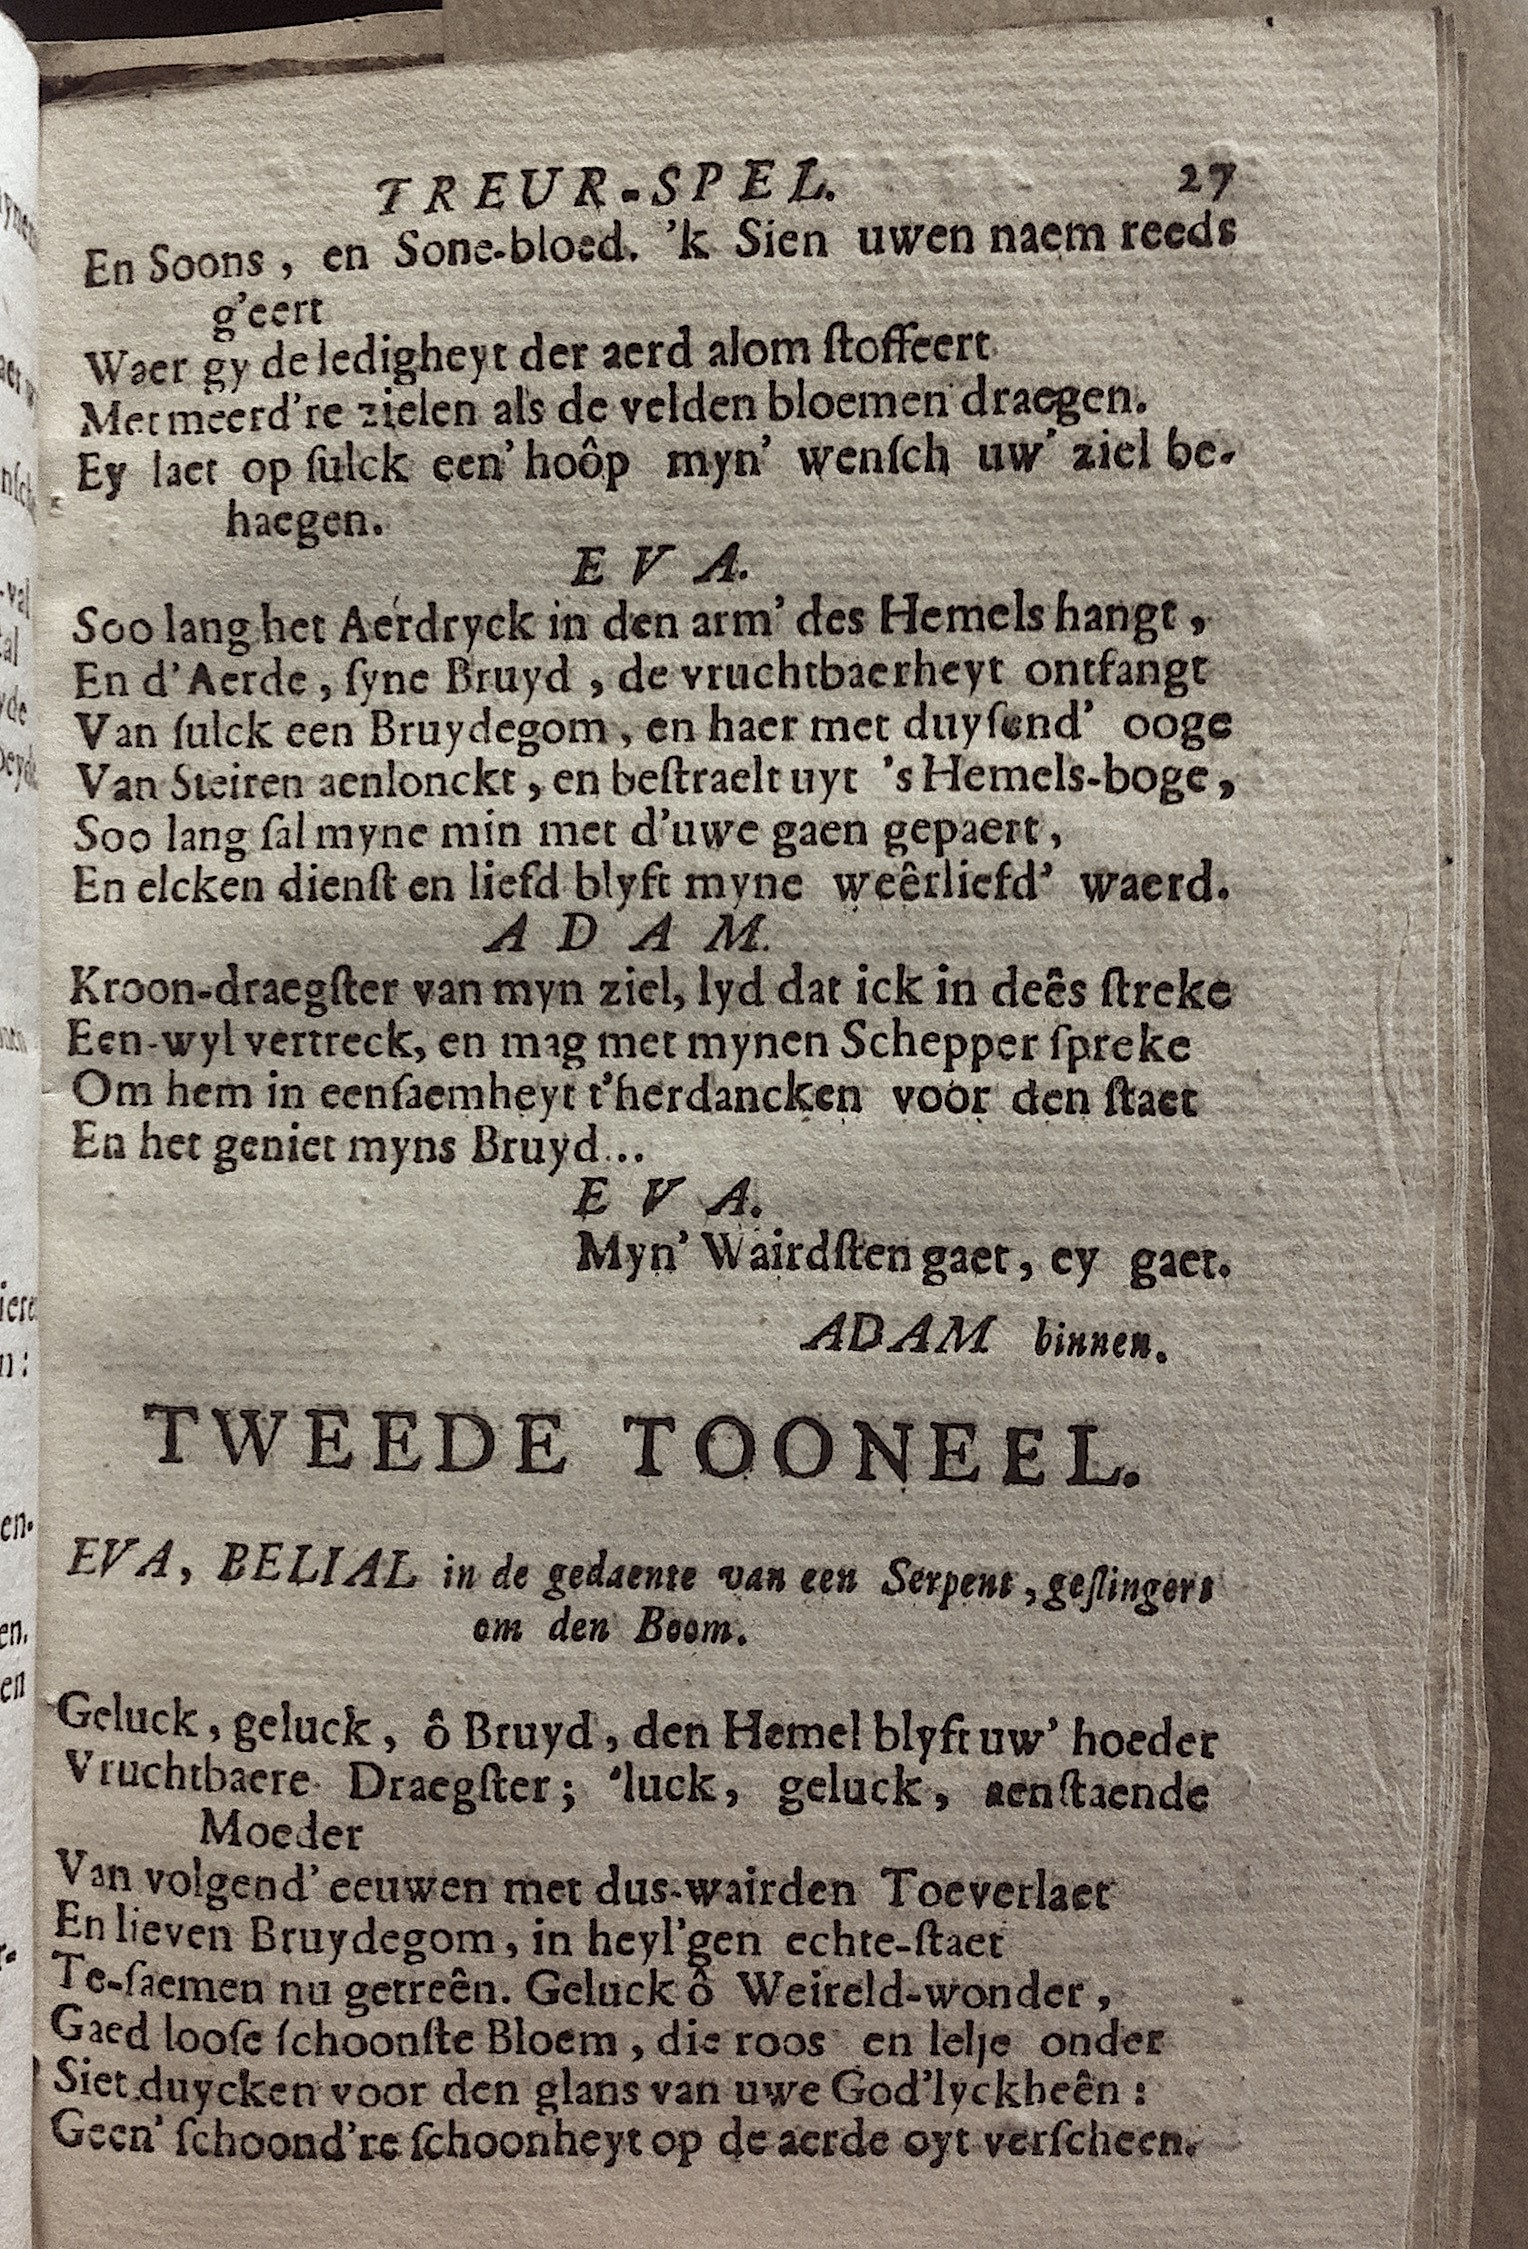 TREUR-SPEL. 27
En Soons, en Sone-bloed. 'k Sien uwen naem reeds
g'eert
Waer gy de ledigheyt der aerd alom ſtoffeert
Met meerd're zielen als de velden bloemen draegen.
Ey laet op ſulck een' hoôp myn' wenſch uw' ziel be-
haegen.
EVA.
Soo lang het Aerdryck in den arm' des Hemels hangt,
En d'Aerde, ſyne Bruyd, de vruchtbaerheyt ontfangt
Van ſulck een Bruydegom, en haer met duyſend' ooge
Van Steiren aenlonckt, en beſtraelt uyt 's Hemels-boge,
Soo lang ſal myne min met d'uwe gaen gepaert,
En elcken dienſt en liefd blyft myne weêrliefd' waerd.
ADAM.
Kroon-draegſter van myn ziel, lyd dat ick in deês ſtreke
Een-wyl vertreck, en mag met mynen Schepper ſpreke
Om hem in eenſaemheyt t'herdancken voor den ſtaet
En het geniet myns Bruyd...
EVA.
Myn' Wairdſten gaet, ey gaet.
ADAM binnen.
TWEEDE TOONEEL.
EVA, BELIAL in de gedaente van een Serpent, geſlingert
om den Boom.
Geluck, geluck, ô Bruyd, den Hemel blyft uw' hoeder
Vruchtbaere Draegſter; 'luck, geluck, aenſtaende
Moeder
Van volgend' eeuwen met dus-wairden Toeverlaet
En lieven Bruydegom, in heyl'gen echte-ſtaet
Te-ſaemen nu getreên. Geluck ô Weireld-wonder,
Gaed looſe ſchoonſte Bloem, die roos en lelje onder
Siet duycken voor den glans van uwe God'lyckheên:
Geen' ſchoond're ſchoonheyt op de aerde oyt verſcheen.